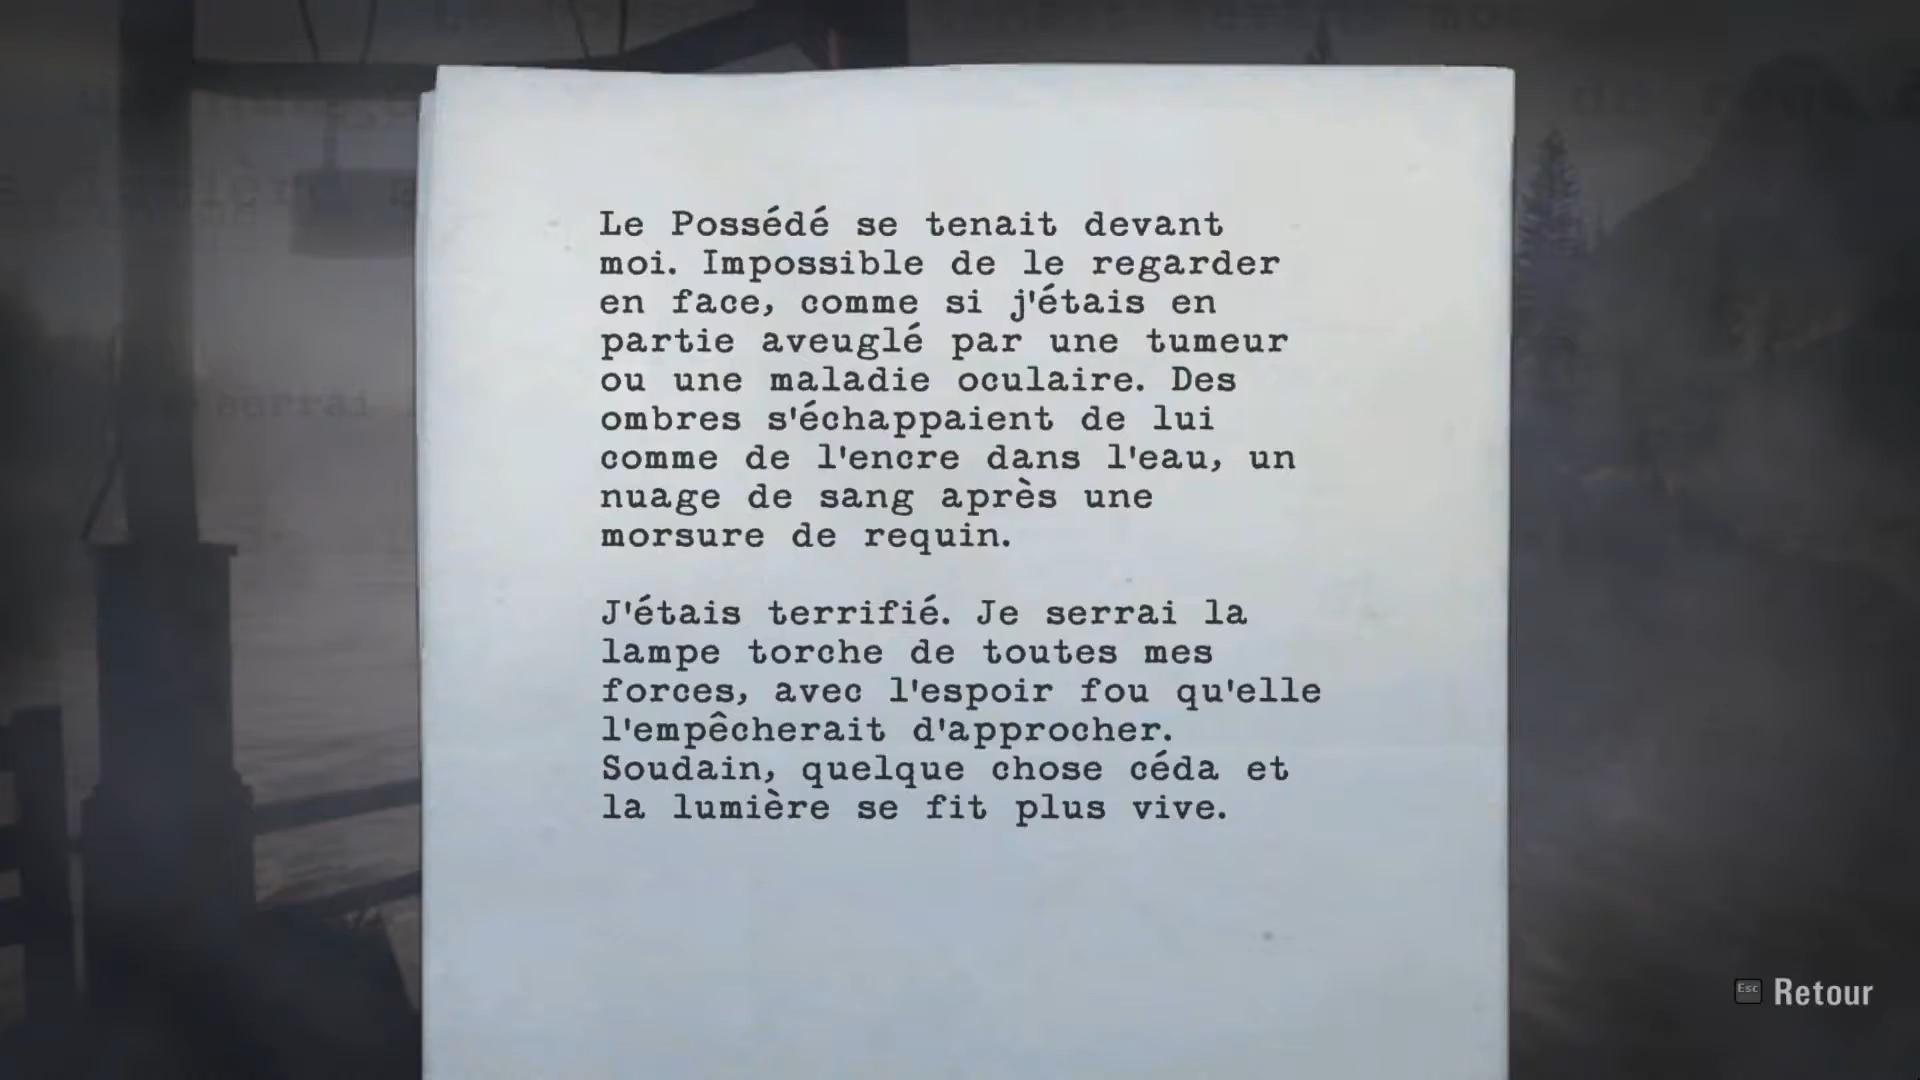 Le Possédé se tenait devant
moi. Impossible de le regarder
en face, comme si j'étais en
partie aveuglé par une tumeur
ou une maladie oculaire. Des
ombres s'échappaient de lui
comme de l'encre dans l'eau, un
nuage de sang après une
morsure de requin.
J'étais terrifié. Je serrai la
lampe torche de toutes mes
forces, avec l'espoir fou qu'elle
l'empêcherait d'approcher.
Soudain, quelque chose céda et
la lumière se fit plus vive.
serrai
Esc Retour